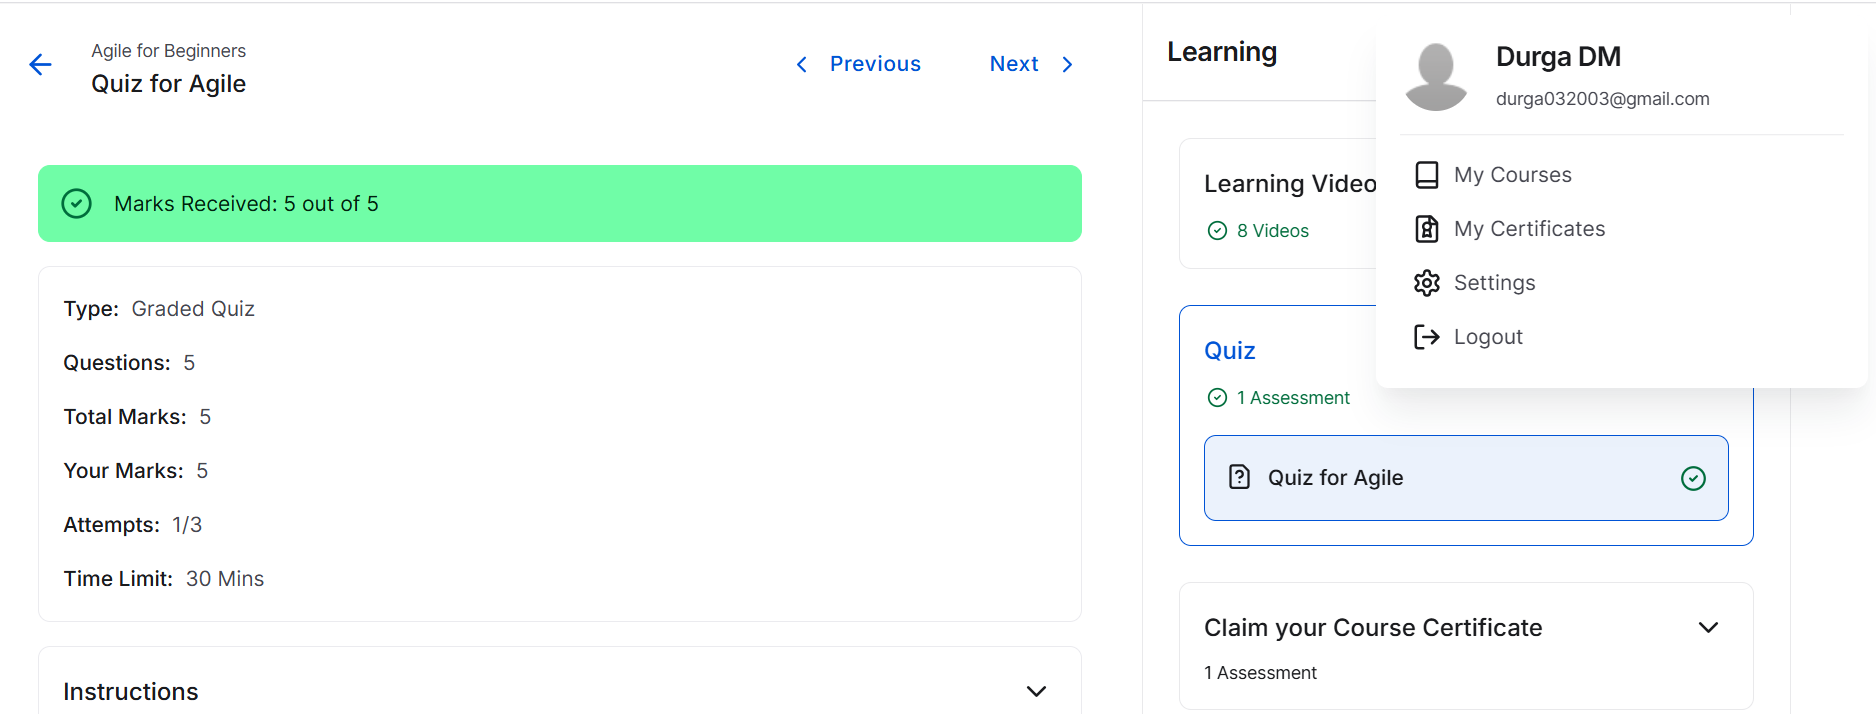 Agile for Beginners
Quiz for Agile
Previous
Next
Marks Received: 5 out of 5
Type: Graded Quiz
Questions: 5
Total Marks: 5
Your Marks: 5
Attempts: 1/3
Time Limit: 30 Mins
Instructions
Learning
Learning Video
8 Videos
Quiz
1 Assessment
Quiz for Agile
Claim your Course Certificate
1 Assessment
Durga DM
durga032003@gmail.com
My Courses
My Certificates
Settings
Logout